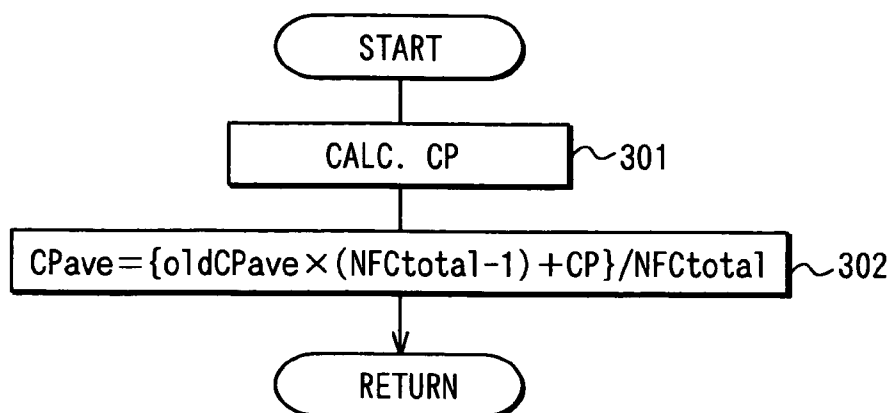 START
CALC. CP
301
CPave={oldCPave×(NFCtotal-1)+CP}/NFCtotal
302
RETURN